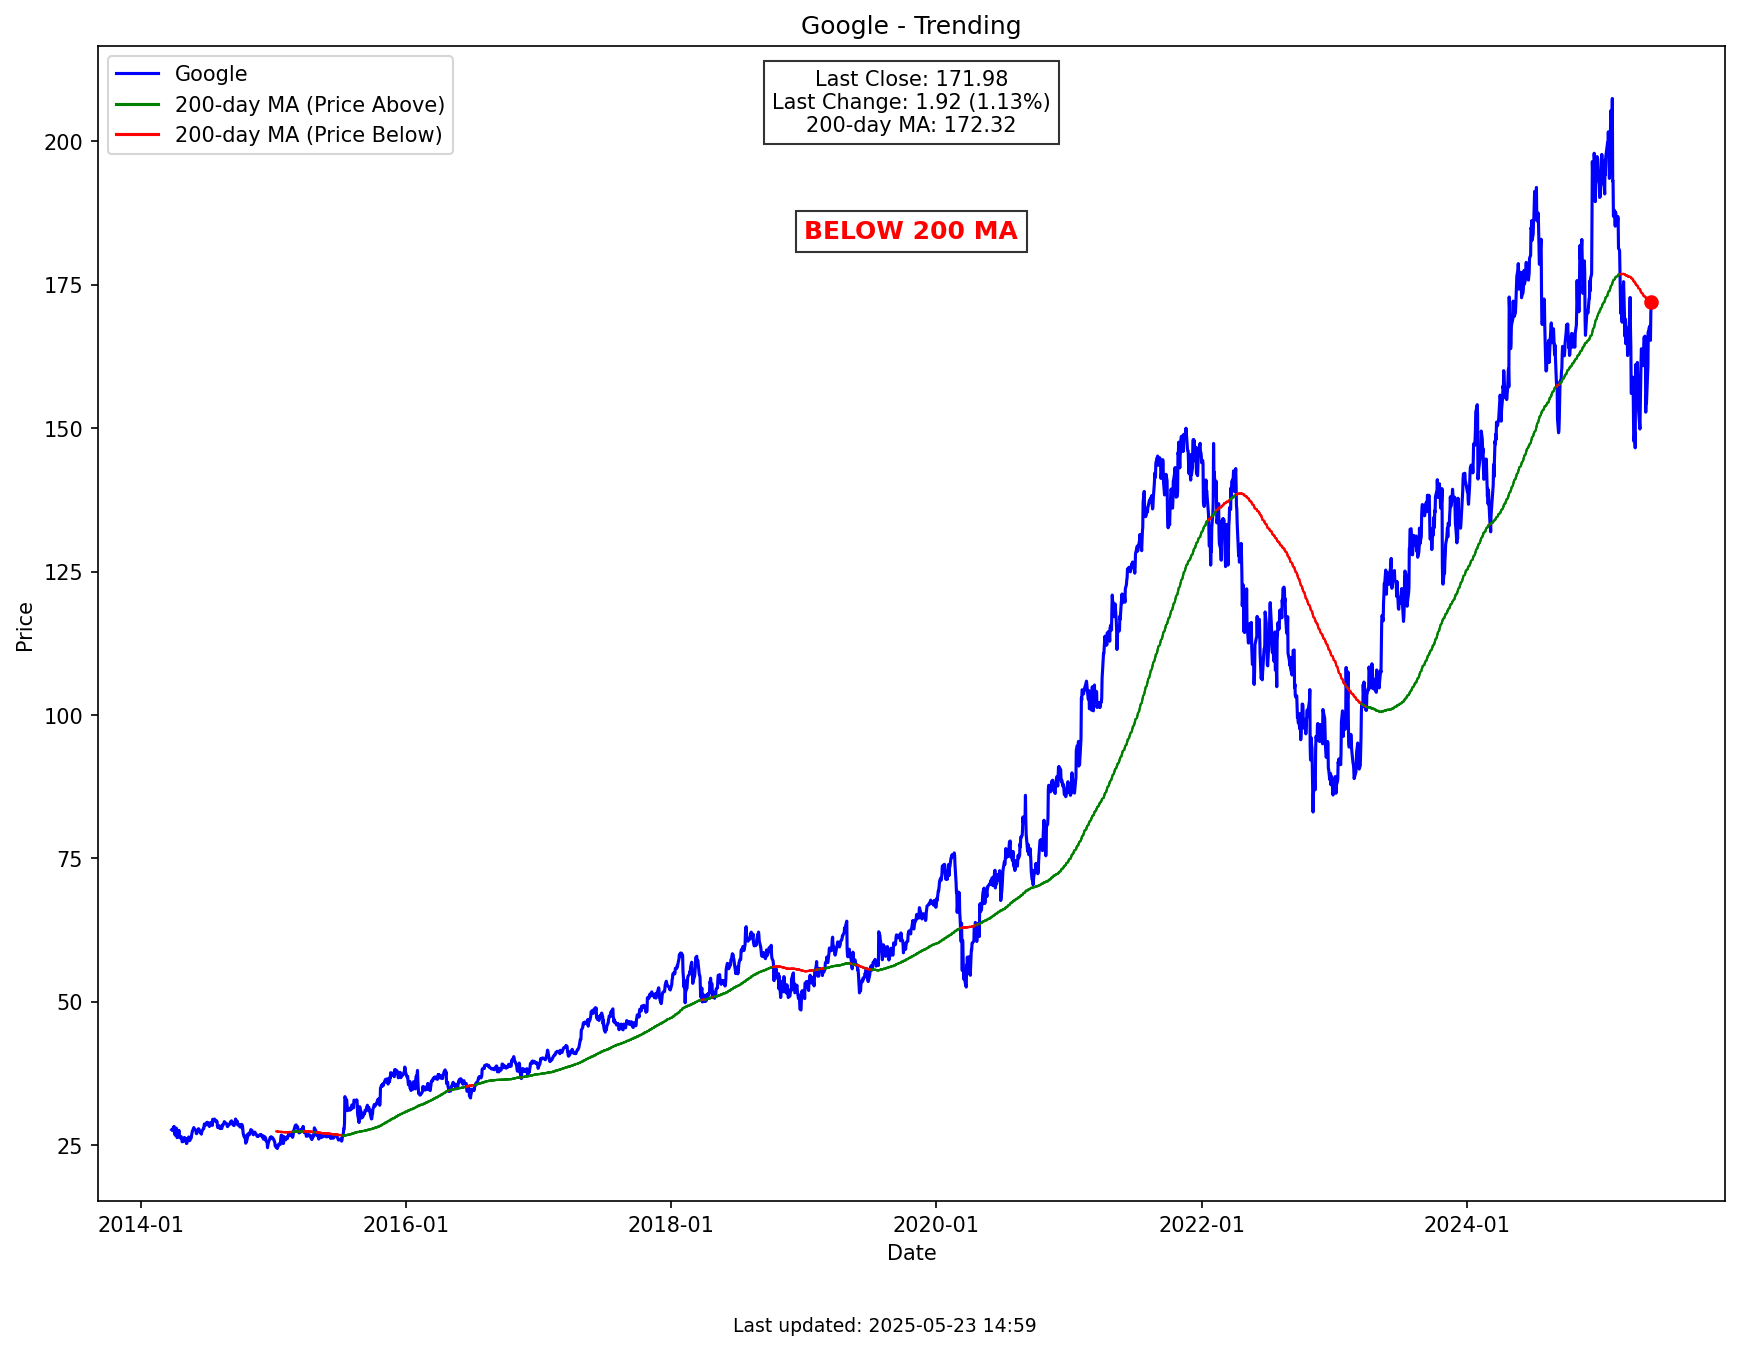 Google - Trending
Google
200-day MA (Price Above)
200-day MA (Price Below)
Last Close: 171.98
Last Change: 1.92 (1.13%)
200-day MA: 172.32
BELOW 200 MA
Price
200
175
150
125
100
75
50
25
2014-01
2016-01
2018-01
2020-01
2022-01
2024-01
Date
Last updated: 2025-05-23 14:59